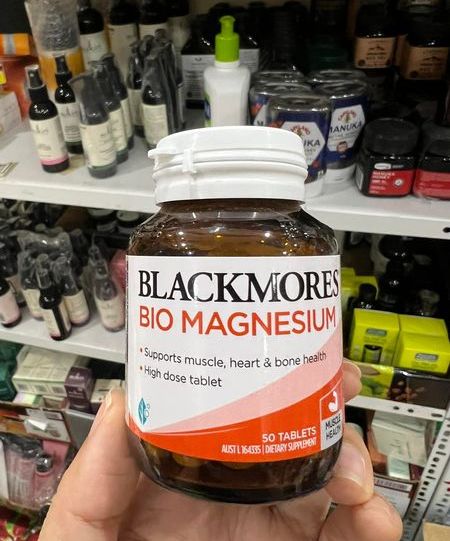 MANUKA
BLACKMORES
BIO MAGNESIUM
• Supports muscle, heart & bone health
• High dose tablet
50 TABLETS
AUST L 164335 | DIETARY SUPPLEMENT
MUSCLE
HEALTH